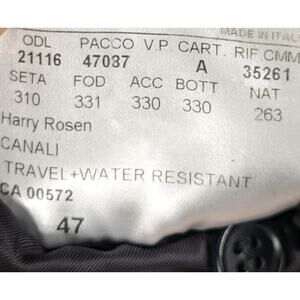 MADE IN ITALY
ODL PACCO V.P. CART. RIF.CMM
21116 47037 A 35261
SETA FOD ACC BOTT NAT
310 331 330 330 263
Harry Rosen
CANALI
TRAVEL+WATER RESISTANT
CA 00572
47